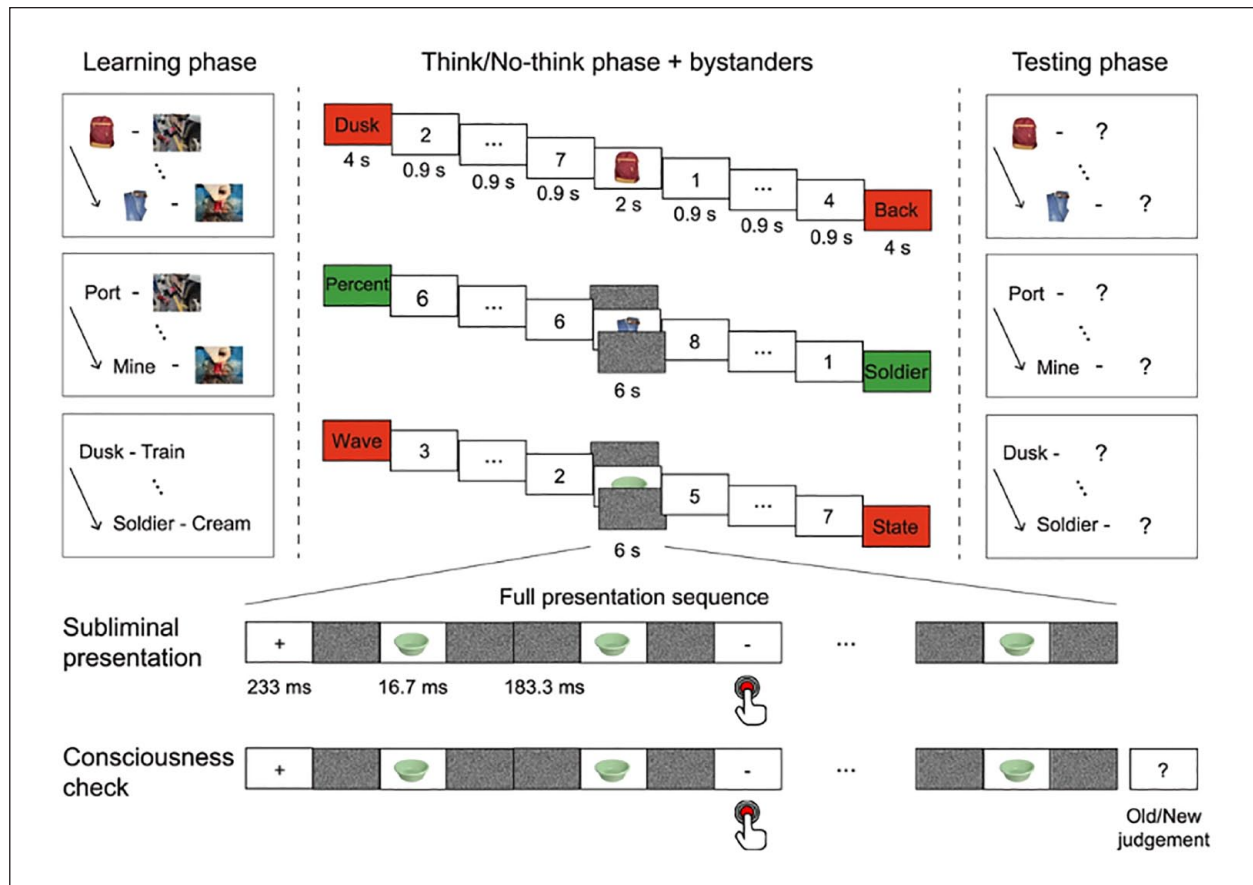 Learning phase
Think/No-think phase + bystanders
Testing phase
- 
...
-
Port -
...
Mine -
Dusk - Train
...
Soldier - Cream
Dusk
2
...
7
1
...
4
Back
4 s
0.9 s
0.9 s
0.9 s
2 s
0.9 s
0.9 s
0.9 s
4 s
Percent
6
...
6
8
...
1
Soldier
6 s
Wave
3
...
2
5
...
7
State
6 s
- ?
...
- ?
Port - ?
...
Mine - ?
Dusk - ?
...
Soldier - ?
Full presentation sequence
Subliminal
presentation
+
-
...
233 ms
16.7 ms
183.3 ms
Consciousness
check
+
-
...
?
Old/New
judgement